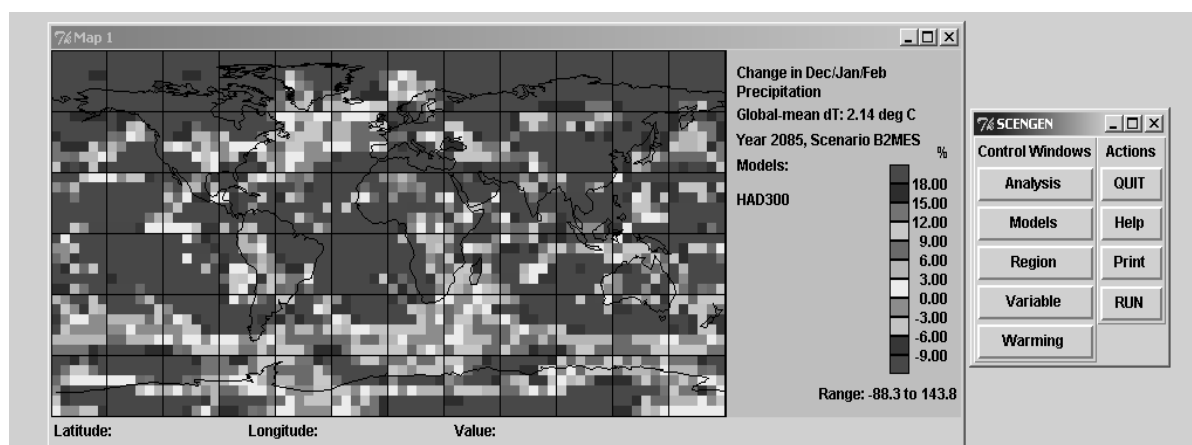 Map 1
Change in Dec/Jan/Feb
Precipitation
Global-mean dT: 2.14 deg C
Year 2085, Scenario B2MES
%
Models:
HAD300
18.00
15.00
12.00
9.00
6.00
3.00
0.00
-3.00
-6.00
-9.00
Range: -88.3 to 143.8
Latitude: Longitude: Value:
SCENGEN
Control Windows Actions
Analysis QUIT
Models Help
Region Print
Variable RUN
Warming